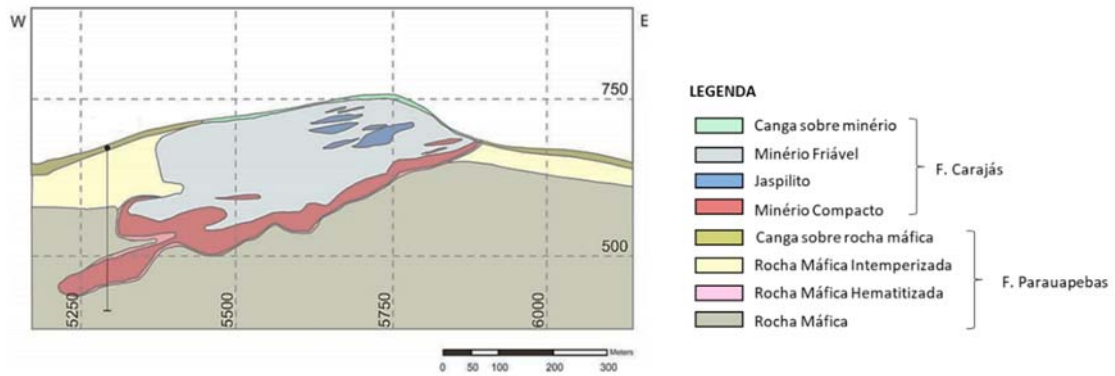 W
E
750
500
5250
5500
5750
6000
Meters
0 50 100 200 300
LEGENDA
Canga sobre minério
Minério Friável
Jaspilito
Minério Compacto
F. Carajás
Canga sobre rocha máfica
Rocha Máfica Intemperizada
Rocha Máfica Hematitizada
Rocha Máfica
F. Parauapebas